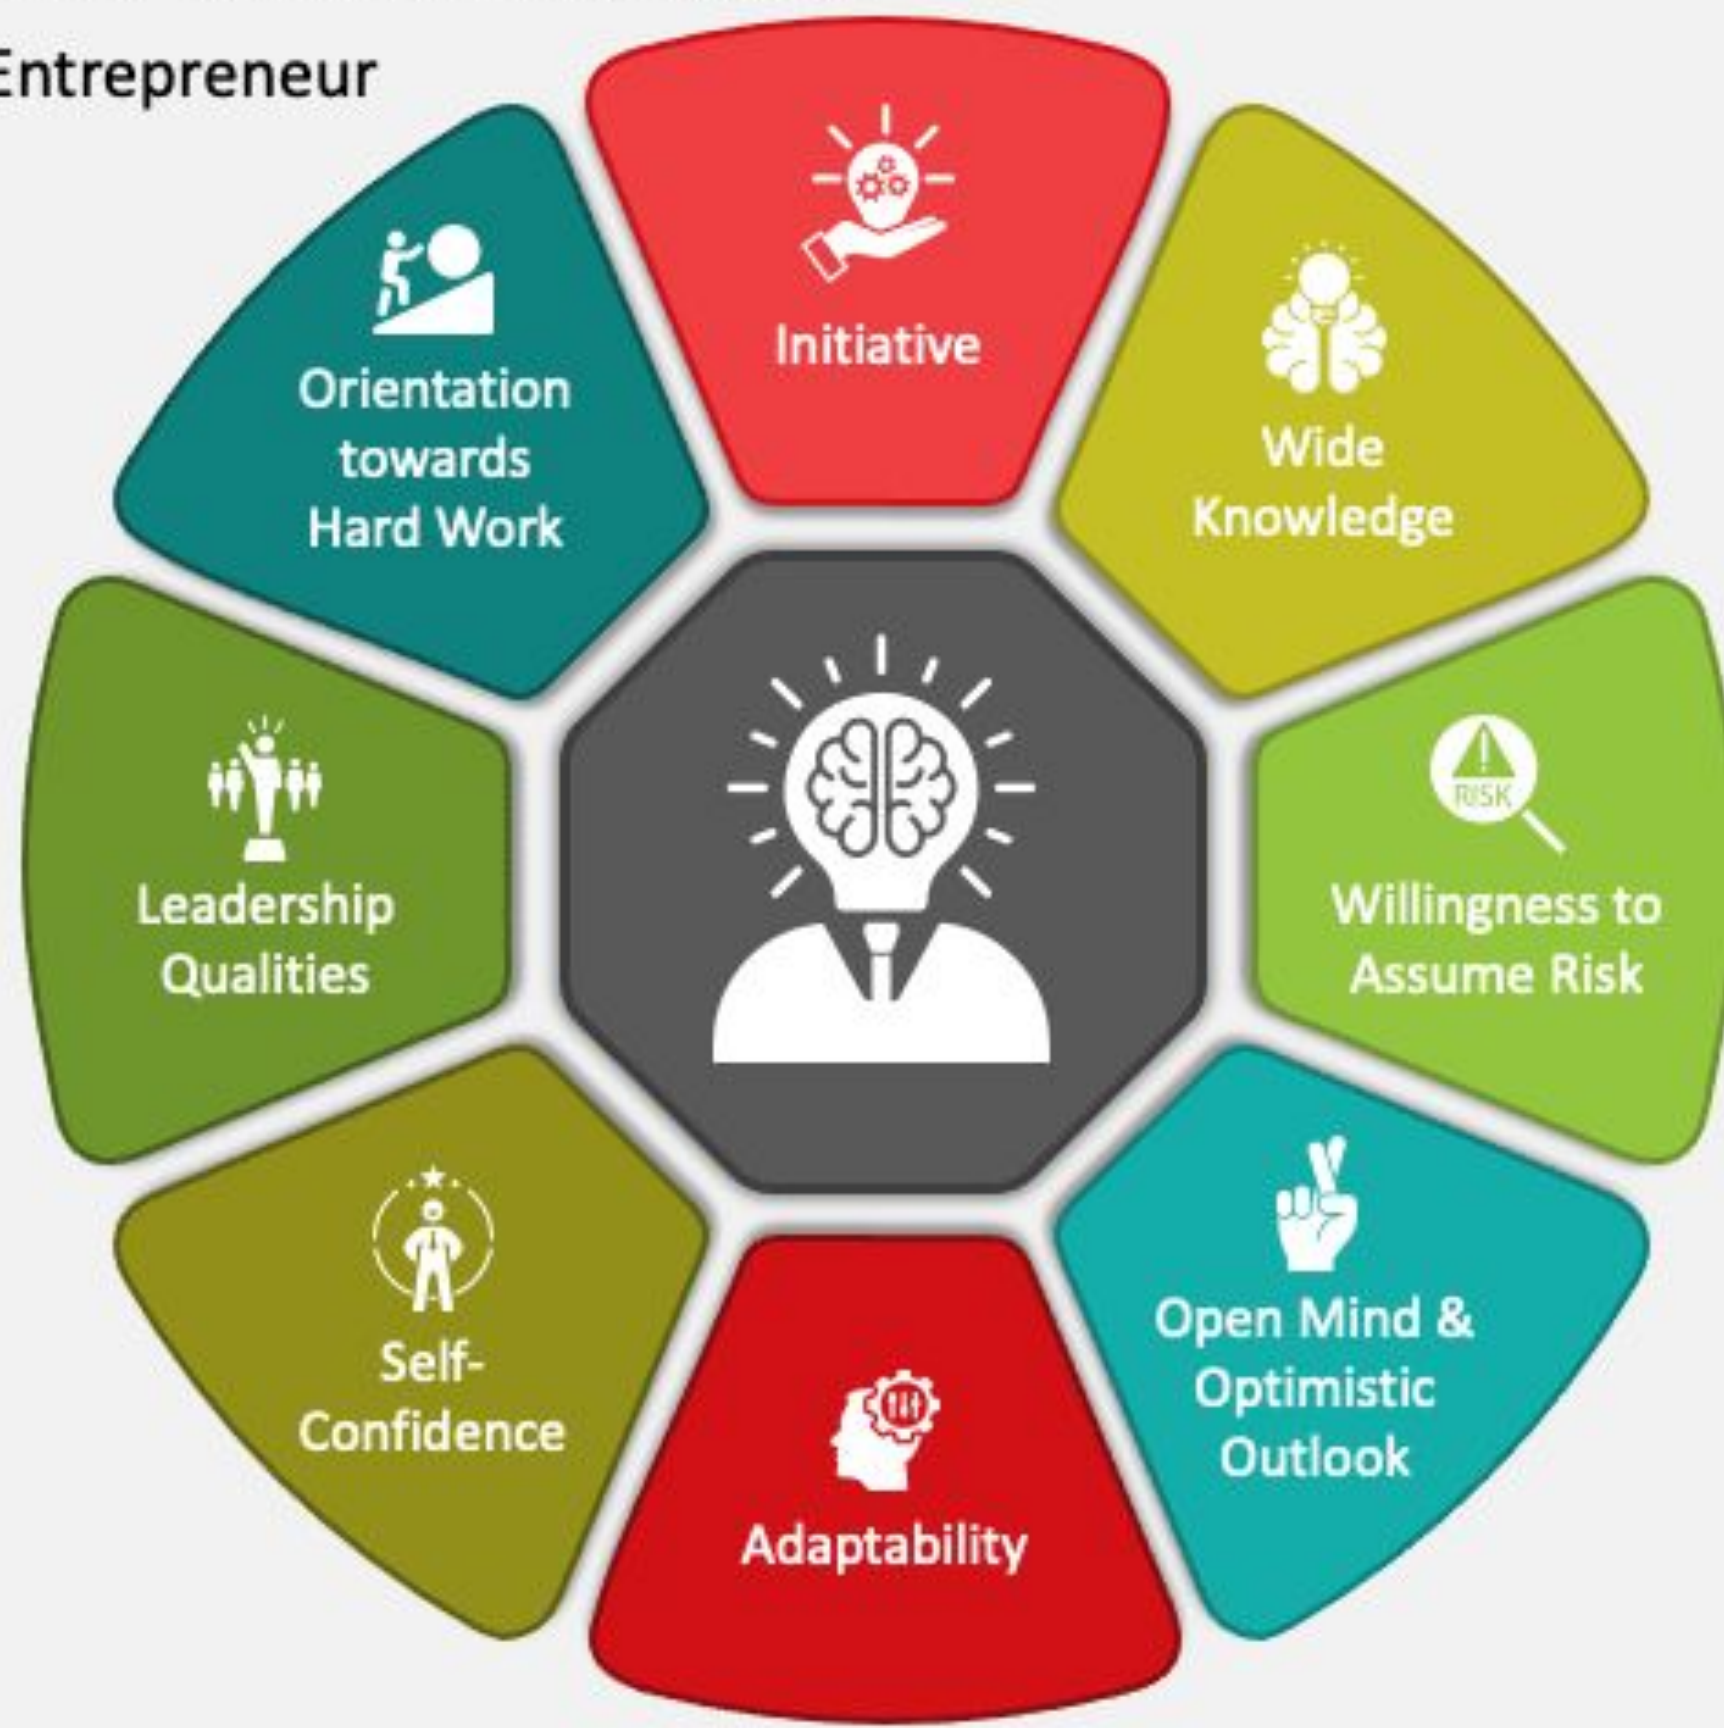 Entrepreneur
Initiative
Wide
Knowledge
Willingness to
Assume Risk
RISK
Open Mind &
Optimistic
Outlook
Adaptability
Self-
Confidence
Leadership
Qualities
Orientation
towards
Hard Work